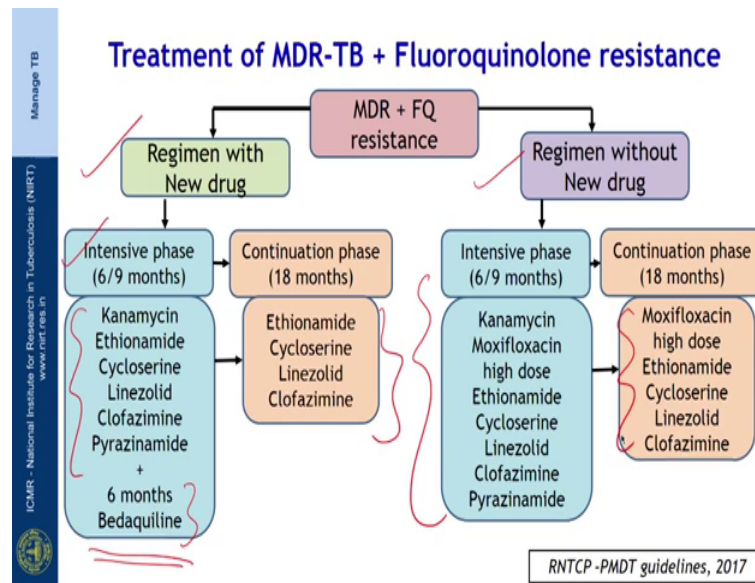 Treatment of MDR-TB + Fluoroquinolone resistance
Manage TB
ICMR - National Institute for Research in Tuberculosis (NIRT)
www.nirt.res.in
MDR + FQ
resistance
Regimen with
New drug
Intensive phase
(6/9 months)
Continuation phase
(18 months)
Kanamycin
Ethionamide
Cycloserine
Linezolid
Clofazimine
Pyrazinamide
+
6 months
Bedaquiline
Ethionamide
Cycloserine
Linezolid
Clofazimine
Regimen without
New drug
Intensive phase
(6/9 months)
Continuation phase
(18 months)
Kanamycin
Moxifloxacin
high dose
Ethionamide
Cycloserine
Linezolid
Clofazimine
Pyrazinamide
Moxifloxacin
high dose
Ethionamide
Cycloserine
Linezolid
Clofazimine
RNTCP -PMDT guidelines, 2017